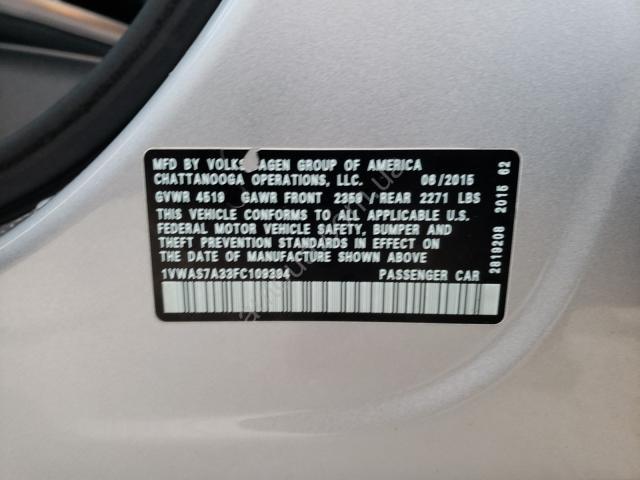 MFD BY VOLKSWAGEN GROUP OF AMERICA
CHATTANOOGA OPERATIONS, LLC. 06/2015
GVWR 4519 GAWR FRONT 2359 / REAR 2271 LBS
THIS VEHICLE CONFORMS TO ALL APPLICABLE U.S.
FEDERAL MOTOR VEHICLE SAFETY, BUMPER AND
THEFT PREVENTION STANDARDS IN EFFECT ON THE
DATE OF MANUFACTURE SHOWN ABOVE.
1VWAS7A33FC109394 PASSENGER CAR
2819208 2015 02